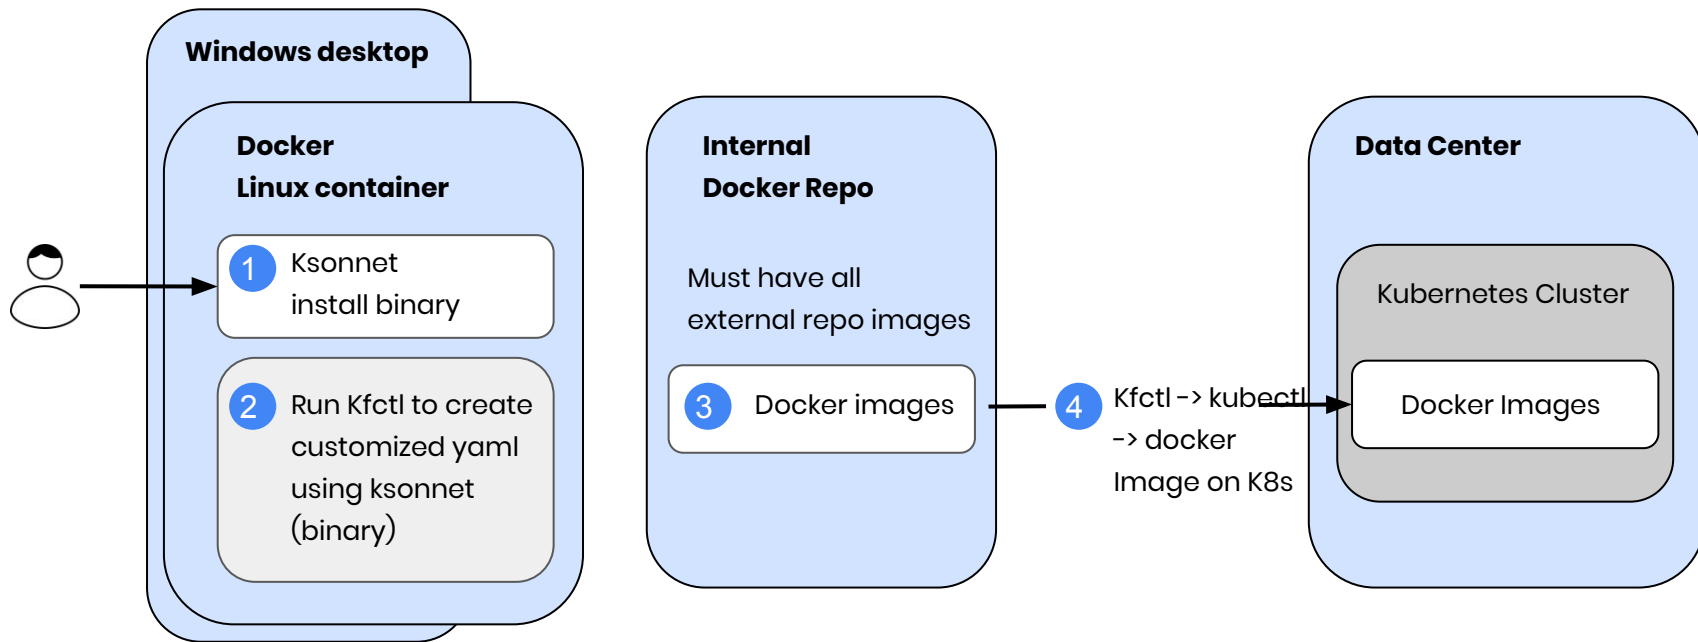 Windows desktop
Docker
Linux container
1
Ksonnet
install binary
2
Run Kfctl to create
customized yaml
using ksonnet
(binary)
Internal
Docker Repo
Must have all
external repo images
3
Docker images
4
Kfctl -> kubectl
-> docker
Image on K8s
Data Center
Kubernetes Cluster
Docker Images